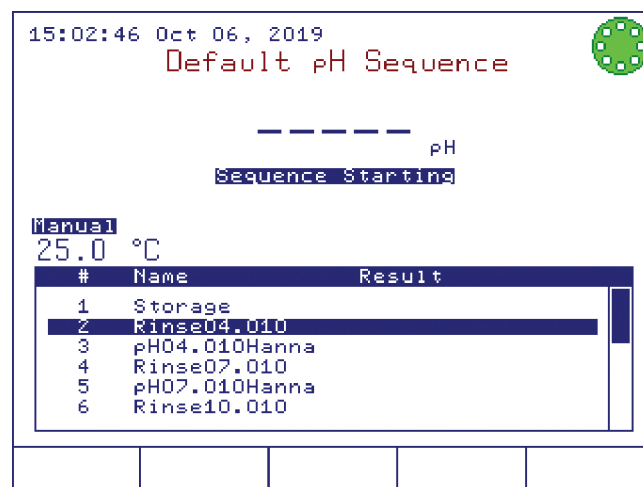 15:02:46 Oct 06, 2019
Default pH Sequence
----- pH
Sequence Starting
Manual
25.0 °C
# Name Result
1 Storage
2 Rinse04.010
3 pH04.010Hanna
4 Rinse07.010
5 pH07.010Hanna
6 Rinse10.010